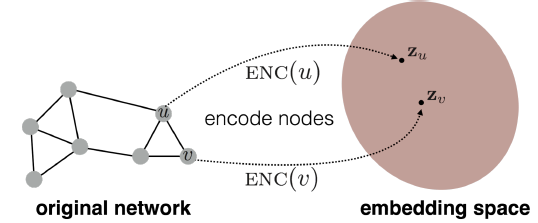 z_u
ENC(u)
z_v
u
encode nodes
v
ENC(v)
original network
embedding space